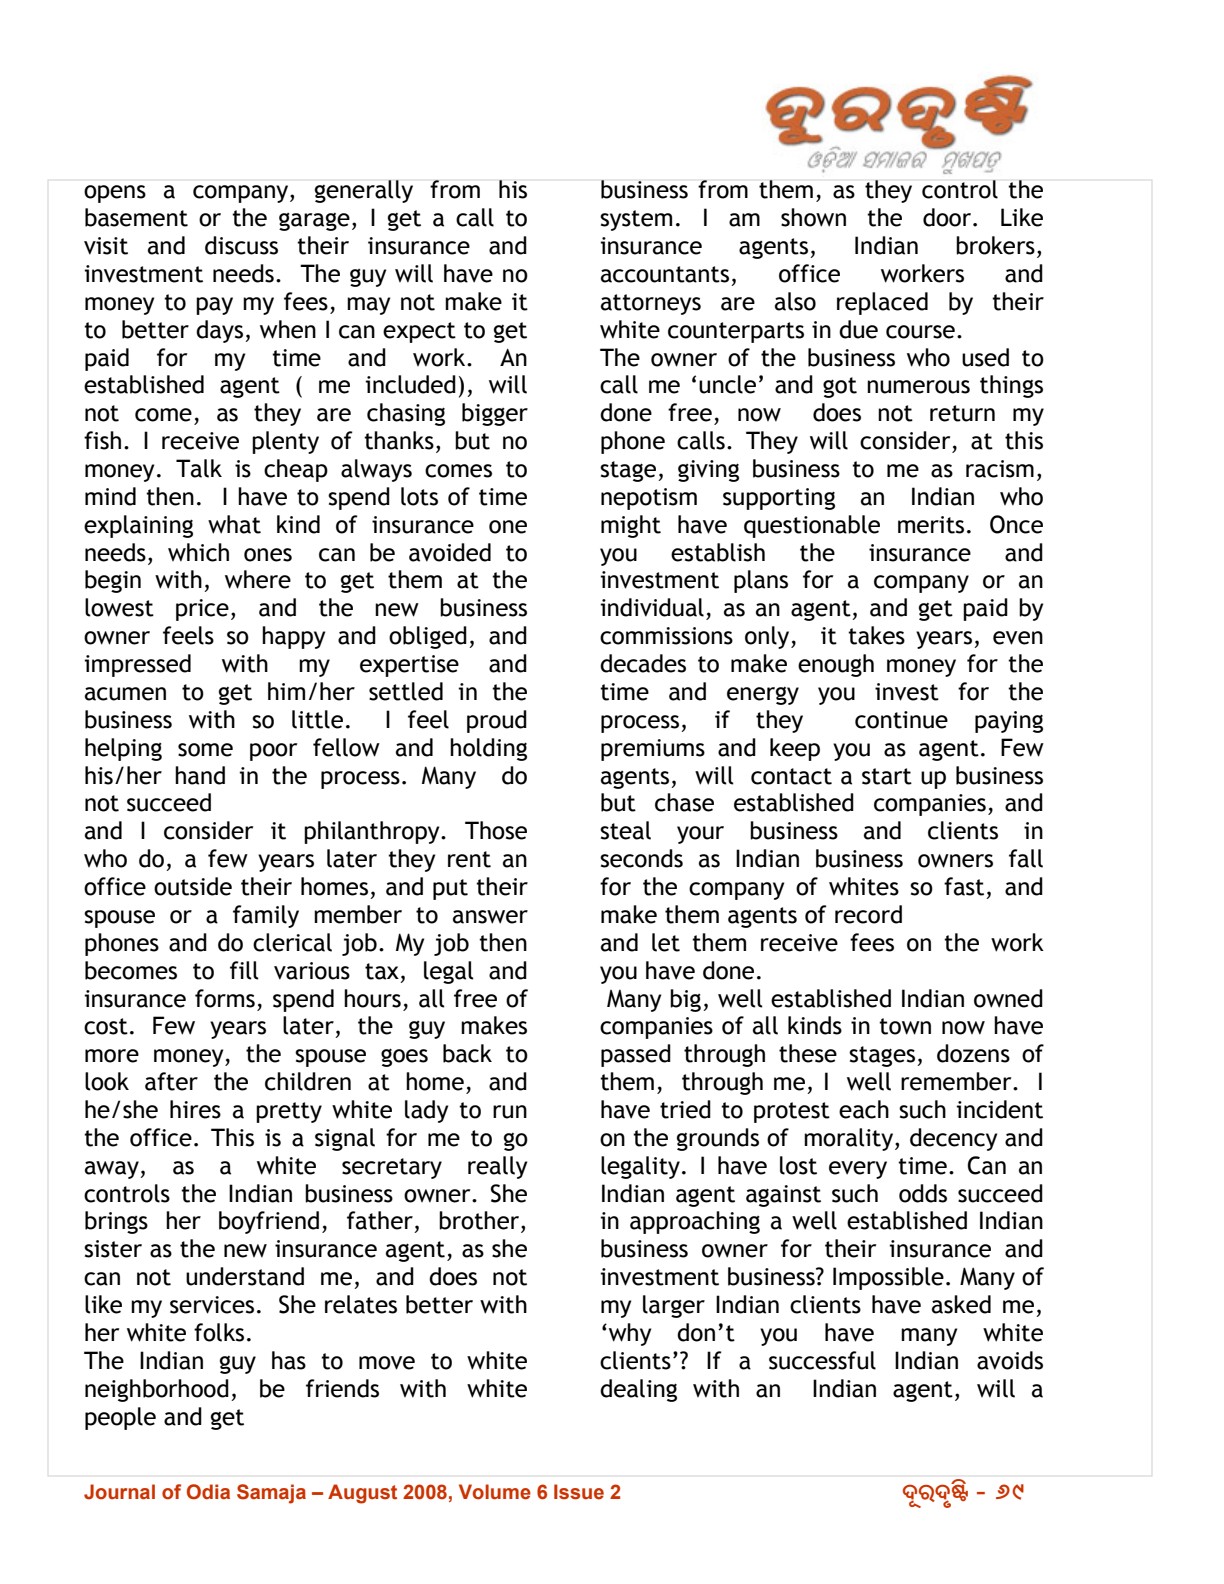 ଦୂରଦୃଷ୍ଟି
ଓଡ଼ିଆ ସମାଜର ମୁଖପତ୍ର
opens a company, generally from his
basement or the garage, I get a call to
visit and discuss their insurance and
investment needs. The guy will have no
money to pay my fees, may not make it
to better days, when I can expect to get
paid for my time and work. An
established agent ( me included), will
not come, as they are chasing bigger
fish. I receive plenty of thanks, but no
money. Talk is cheap always comes to
mind then. I have to spend lots of time
explaining what kind of insurance one
needs, which ones can be avoided to
begin with, where to get them at the
lowest price, and the new business
owner feels so happy and obliged, and
impressed with my expertise and
acumen to get him/her settled in the
business with so little. I feel proud
helping some poor fellow and holding
his/her hand in the process. Many do
not succeed
and I consider it philanthropy. Those
who do, a few years later they rent an
office outside their homes, and put their
spouse or a family member to answer
phones and do clerical job. My job then
becomes to fill various tax, legal and
insurance forms, spend hours, all free of
cost. Few years later, the guy makes
more money, the spouse goes back to
look after the children at home, and
he/she hires a pretty white lady to run
the office. This is a signal for me to go
away, as a white secretary really
controls the Indian business owner. She
brings her boyfriend, father, brother,
sister as the new insurance agent, as she
can not understand me, and does not
like my services. She relates better with
her white folks.
The Indian guy has to move to white
neighborhood, be friends with white
people and get
business from them, as they control the
system. I am shown the door. Like
insurance agents, Indian brokers,
accountants, office workers and
attorneys are also replaced by their
white counterparts in due course.
The owner of the business who used to
call me ‘uncle’ and got numerous things
done free, now does not return my
phone calls. They will consider, at this
stage, giving business to me as racism,
nepotism supporting an Indian who
might have questionable merits. Once
you establish the insurance and
investment plans for a company or an
individual, as an agent, and get paid by
commissions only, it takes years, even
decades to make enough money for the
time and energy you invest for the
process, if they continue paying
premiums and keep you as agent. Few
agents, will contact a start up business
but chase established companies, and
steal your business and clients in
seconds as Indian business owners fall
for the company of whites so fast, and
make them agents of record
and let them receive fees on the work
you have done.
Many big, well established Indian owned
companies of all kinds in town now have
passed through these stages, dozens of
them, through me, I well remember. I
have tried to protest each such incident
on the grounds of morality, decency and
legality. I have lost every time. Can an
Indian agent against such odds succeed
in approaching a well established Indian
business owner for their insurance and
investment business? Impossible. Many of
my larger Indian clients have asked me,
‘why don’t you have many white
clients’? If a successful Indian avoids
dealing with an Indian agent, will a
Journal of Odia Samaja – August 2008, Volume 6 Issue 2
ଦୂରଦୃଷ୍ଟି - ୬୯